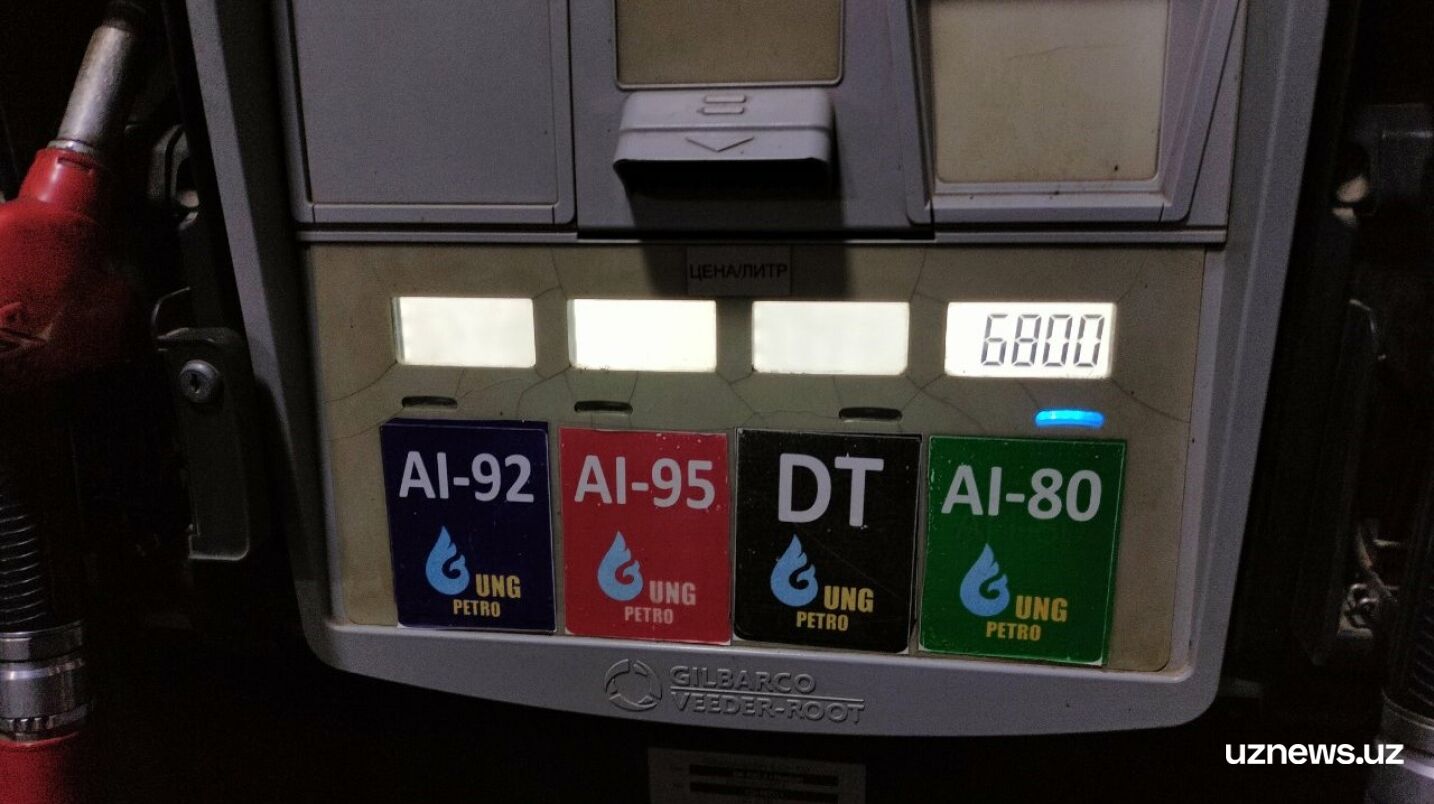 ЦЕНА/ЛИТР
6800
AI-92
UNG
PETRO
AI-95
UNG
PETRO
DT
UNG
PETRO
AI-80
UNG
PETRO
GILBARCO
VEEDER-ROOT
uznews.uz